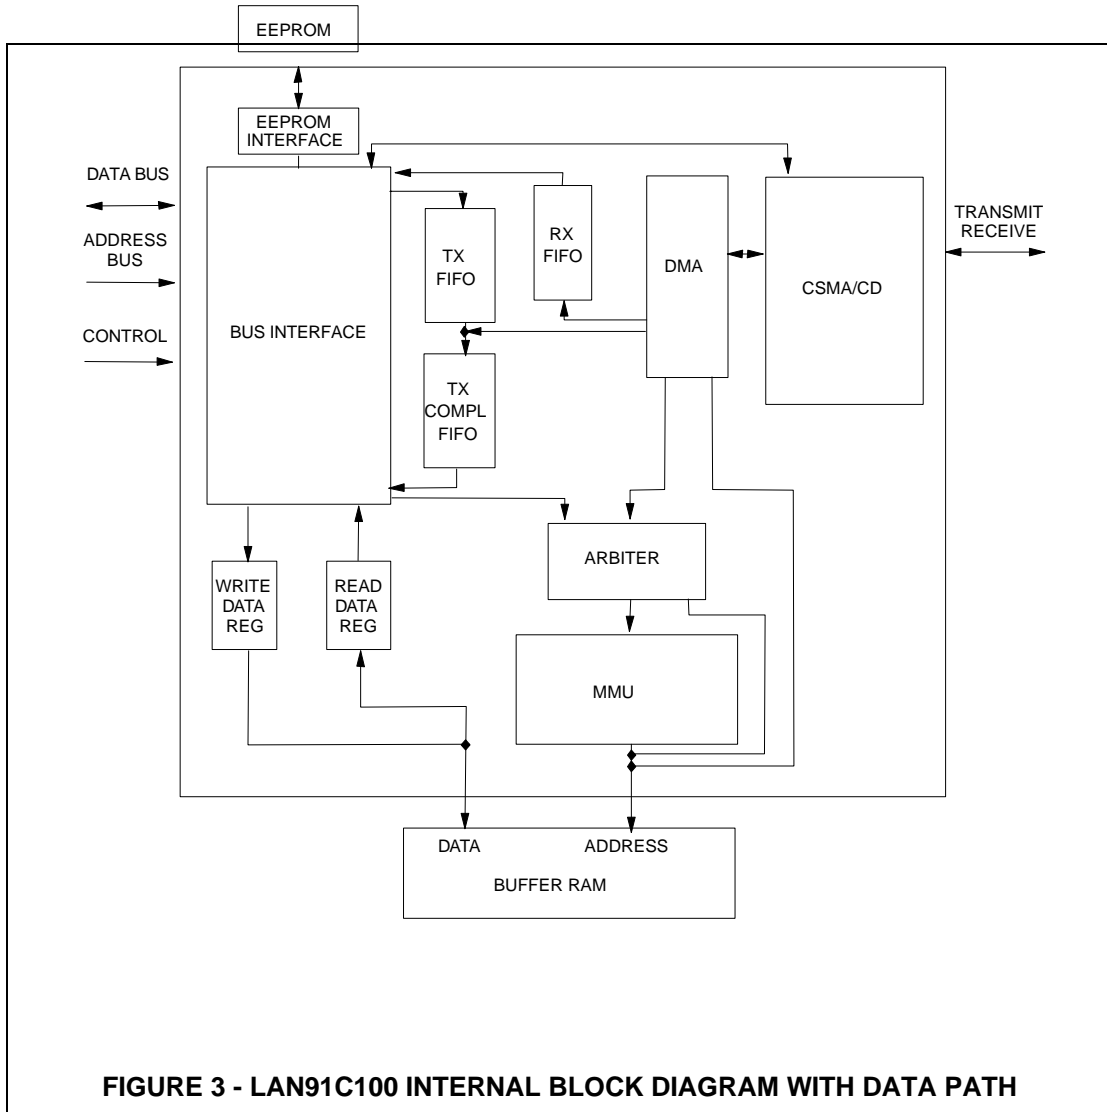 EEPROM
EEPROM
INTERFACE
DATA BUS
ADDRESS
BUS
CONTROL
BUS INTERFACE
TX
FIFO
RX
FIFO
DMA
CSMA/CD
TRANSMIT
RECEIVE
TX
COMPL
FIFO
ARBITER
WRITE
DATA
REG
READ
DATA
REG
MMU
DATA
ADDRESS
BUFFER RAM
FIGURE 3 - LAN91C100 INTERNAL BLOCK DIAGRAM WITH DATA PATH